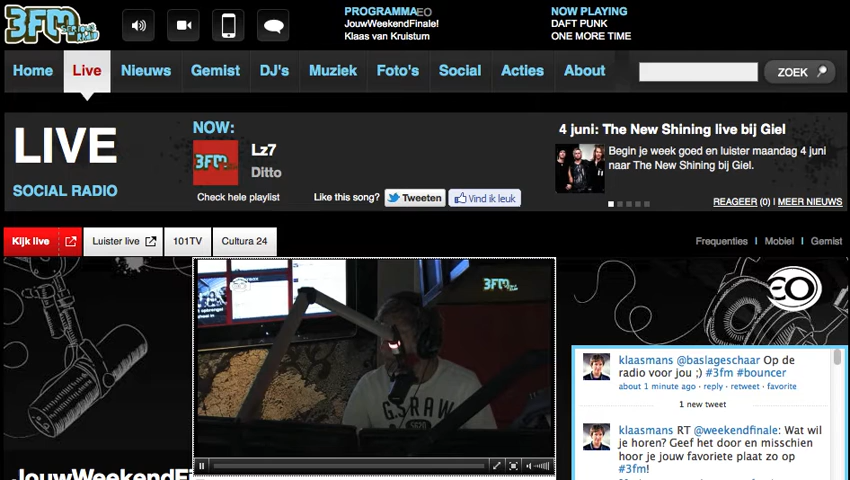 3FM
SERIOUS RADIO
PROGRAMMA EO
JouwWeekendFinale!
Klaas van Kruistum
NOW PLAYING
DAFT PUNK
ONE MORE TIME
Home Live Nieuws Gemist DJ's Muziek Foto's Social Acties About ZOEK
LIVE
SOCIAL RADIO
NOW:
3FM
Lz7
Ditto
Check hele playlist
Like this song? Tweeten Vind ik leuk
4 juni: The New Shining live bij Giel
Begin je week goed en luister maandag 4 juni
naar The New Shining bij Giel.
REAGEER (0) | MEER NIEUWS
Kijk live Luister live 101TV Cultura 24
Frequenties | Mobiel | Gemist
3FM
G.S RAW
EO
klaasmans @baslageschaar Op de
radio voor jou ;) #3fm #bouncer
about 1 minute ago · reply · retweet · favorite
1 new tweet
klaasmans RT @weekendfinale: Wat wil
je horen? Geef het door en misschien
hoor je jouw favoriete plaat zo op
#3fm!
JouwWeekendFi